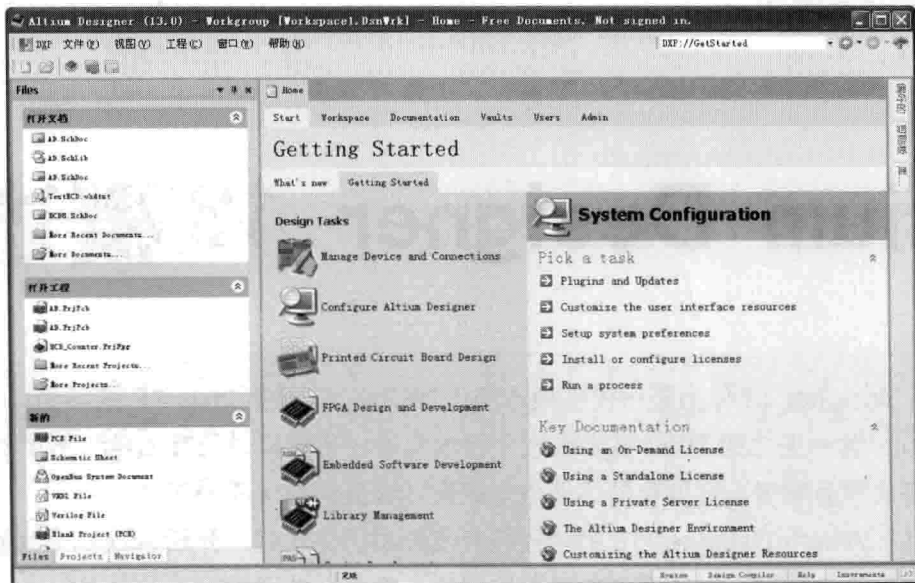 Altium Designer (13.0) - Workgroup [Workspace1.DsnWrk] - Home - Free Documents. Not signed in.
DXP 文件(F) 视图(V) 工程(C) 窗口(W) 帮助(H)
DXP://GetStarted
Files
打开文档
AD.SchDoc
AD.SchLib
AD.SchDoc
TestBCD.vhdtst
BCD8.SchDoc
More Recent Documents...
More Documents...
打开工程
AD.PrjPcb
AD.PrjPcb
BCD_Counter.PrjFpg
More Recent Projects...
More Projects...
新的
PCB File
Schematic Sheet
OpenBus System Document
VHDL File
Verilog File
Blank Project (PCB)
Files Projects Navigator
Home
Start Workspace Documentation Vaults Users Admin
Getting Started
What's new Getting Started
Design Tasks
Manage Device and Connections
Configure Altium Designer
Printed Circuit Board Design
FPGA Design and Development
Embedded Software Development
Library Management
System Configuration
Pick a task
Plugins and Updates
Customize the user interface resources
Setup system preferences
Install or configure licenses
Run a process
Key Documentation
Using an On-Demand License
Using a Standalone License
Using a Private Server License
The Altium Designer Environment
Customizing the Altium Designer Resources
System Design Compiler Help Instruments